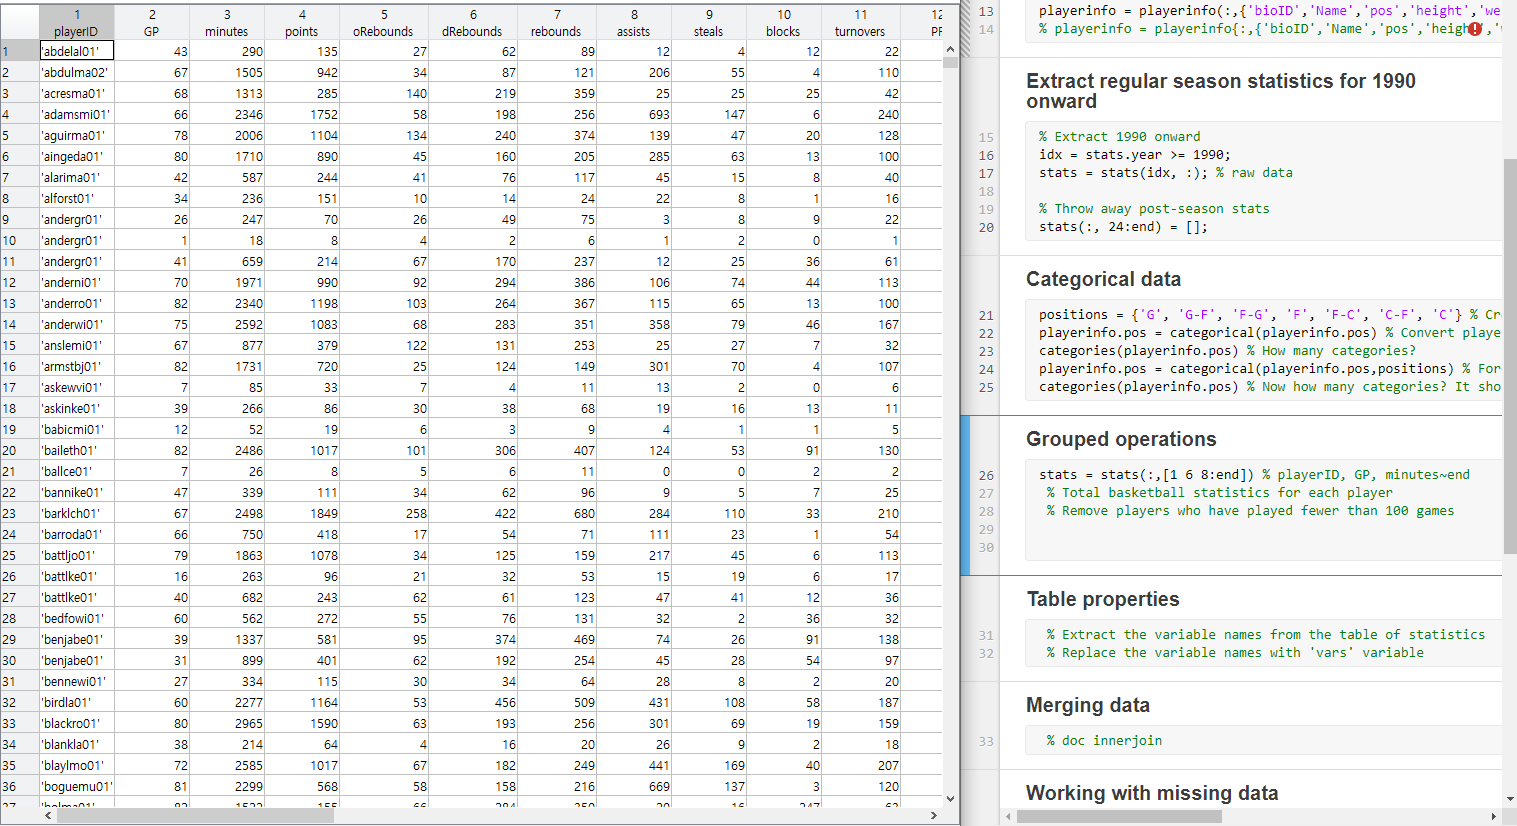 1 2 3 4 5 6 7 8 9 10 11 12
playerID GP minutes points oRebounds dRebounds rebounds assists steals blocks turnovers PF
1 'abdelal01' 43 290 135 27 62 89 12 4 12 22
2 'abdulma02' 67 1505 942 34 87 121 206 55 4 110
3 'acresma01' 68 1313 285 140 219 359 25 25 25 42
4 'adamsmi01' 66 2346 1752 58 198 256 693 147 6 240
5 'aguirma01' 78 2006 1104 134 240 374 139 47 20 128
6 'aingeda01' 80 1710 890 45 160 205 285 63 13 100
7 'alarima01' 42 587 244 41 76 117 45 15 8 40
8 'alforst01' 34 236 151 10 14 24 22 8 1 16
9 'andergr01' 26 247 70 26 49 75 3 8 9 22
10 'andergr01' 1 18 8 4 2 6 1 2 0 1
11 'andergr01' 41 659 214 67 170 237 12 25 36 61
12 'anderni01' 70 1971 990 92 294 386 106 74 44 113
13 'anderro01' 82 2340 1198 103 264 367 115 65 13 100
14 'anderwi01' 75 2592 1083 68 283 351 358 79 46 167
15 'anslemi01' 67 877 379 122 131 253 25 27 7 32
16 'armstbj01' 82 1731 720 25 124 149 301 70 4 107
17 'askewvi01' 7 85 33 7 4 11 13 2 0 6
18 'askinke01' 39 266 86 30 38 68 19 16 13 11
19 'babicmi01' 12 52 19 6 3 9 4 1 1 5
20 'baileth01' 82 2486 1017 101 306 407 124 53 91 130
21 'ballce01' 7 26 8 5 6 11 0 0 2 2
22 'bannike01' 47 339 111 34 62 96 9 5 7 25
23 'barklch01' 67 2498 1849 258 422 680 284 110 33 210
24 'barroda01' 66 750 418 17 54 71 111 23 1 54
25 'battljo01' 79 1863 1078 34 125 159 217 45 6 113
26 'battlke01' 16 263 96 21 32 53 15 19 6 17
27 'battlke01' 40 682 243 62 61 123 47 41 12 36
28 'bedfowi01' 60 562 272 55 76 131 32 2 36 32
29 'benjabe01' 39 1337 581 95 374 469 74 26 91 138
30 'benjabe01' 31 899 401 62 192 254 45 28 54 97
31 'bennewi01' 27 334 115 30 34 64 28 8 2 20
32 'birdla01' 60 2277 1164 53 456 509 431 108 58 187
33 'blackro01' 80 2965 1590 63 193 256 301 69 19 159
34 'blankla01' 38 214 64 4 16 20 26 9 2 18
35 'blaylmo01' 72 2585 1017 67 182 249 441 169 40 207
36 'boguemu01' 81 2299 568 58 158 216 669 137 3 120
13 playerinfo = playerinfo(:,{'bioID','Name','pos','height','we
14 % playerinfo = playerinfo{:,{'bioID','Name','pos','heigh
Extract regular season statistics for 1990
onward
15 % Extract 1990 onward
16 idx = stats.year >= 1990;
17 stats = stats(idx, :); % raw data
18
19 % Throw away post-season stats
20 stats(:, 24:end) = [];
Categorical data
21 positions = {'G', 'G-F', 'F-G', 'F', 'F-C', 'C-F', 'C'} % Cr
22 playerinfo.pos = categorical(playerinfo.pos) % Convert playe
23 categories(playerinfo.pos) % How many categories?
24 playerinfo.pos = categorical(playerinfo.pos,positions) % For
25 categories(playerinfo.pos) % Now how many categories? It sho
Grouped operations
26 stats = stats(:,[1 6 8:end]) % playerID, GP, minutes~end
27 % Total basketball statistics for each player
28 % Remove players who have played fewer than 100 games
29
30
Table properties
31 % Extract the variable names from the table of statistics
32 % Replace the variable names with 'vars' variable
Merging data
33 % doc innerjoin
Working with missing data